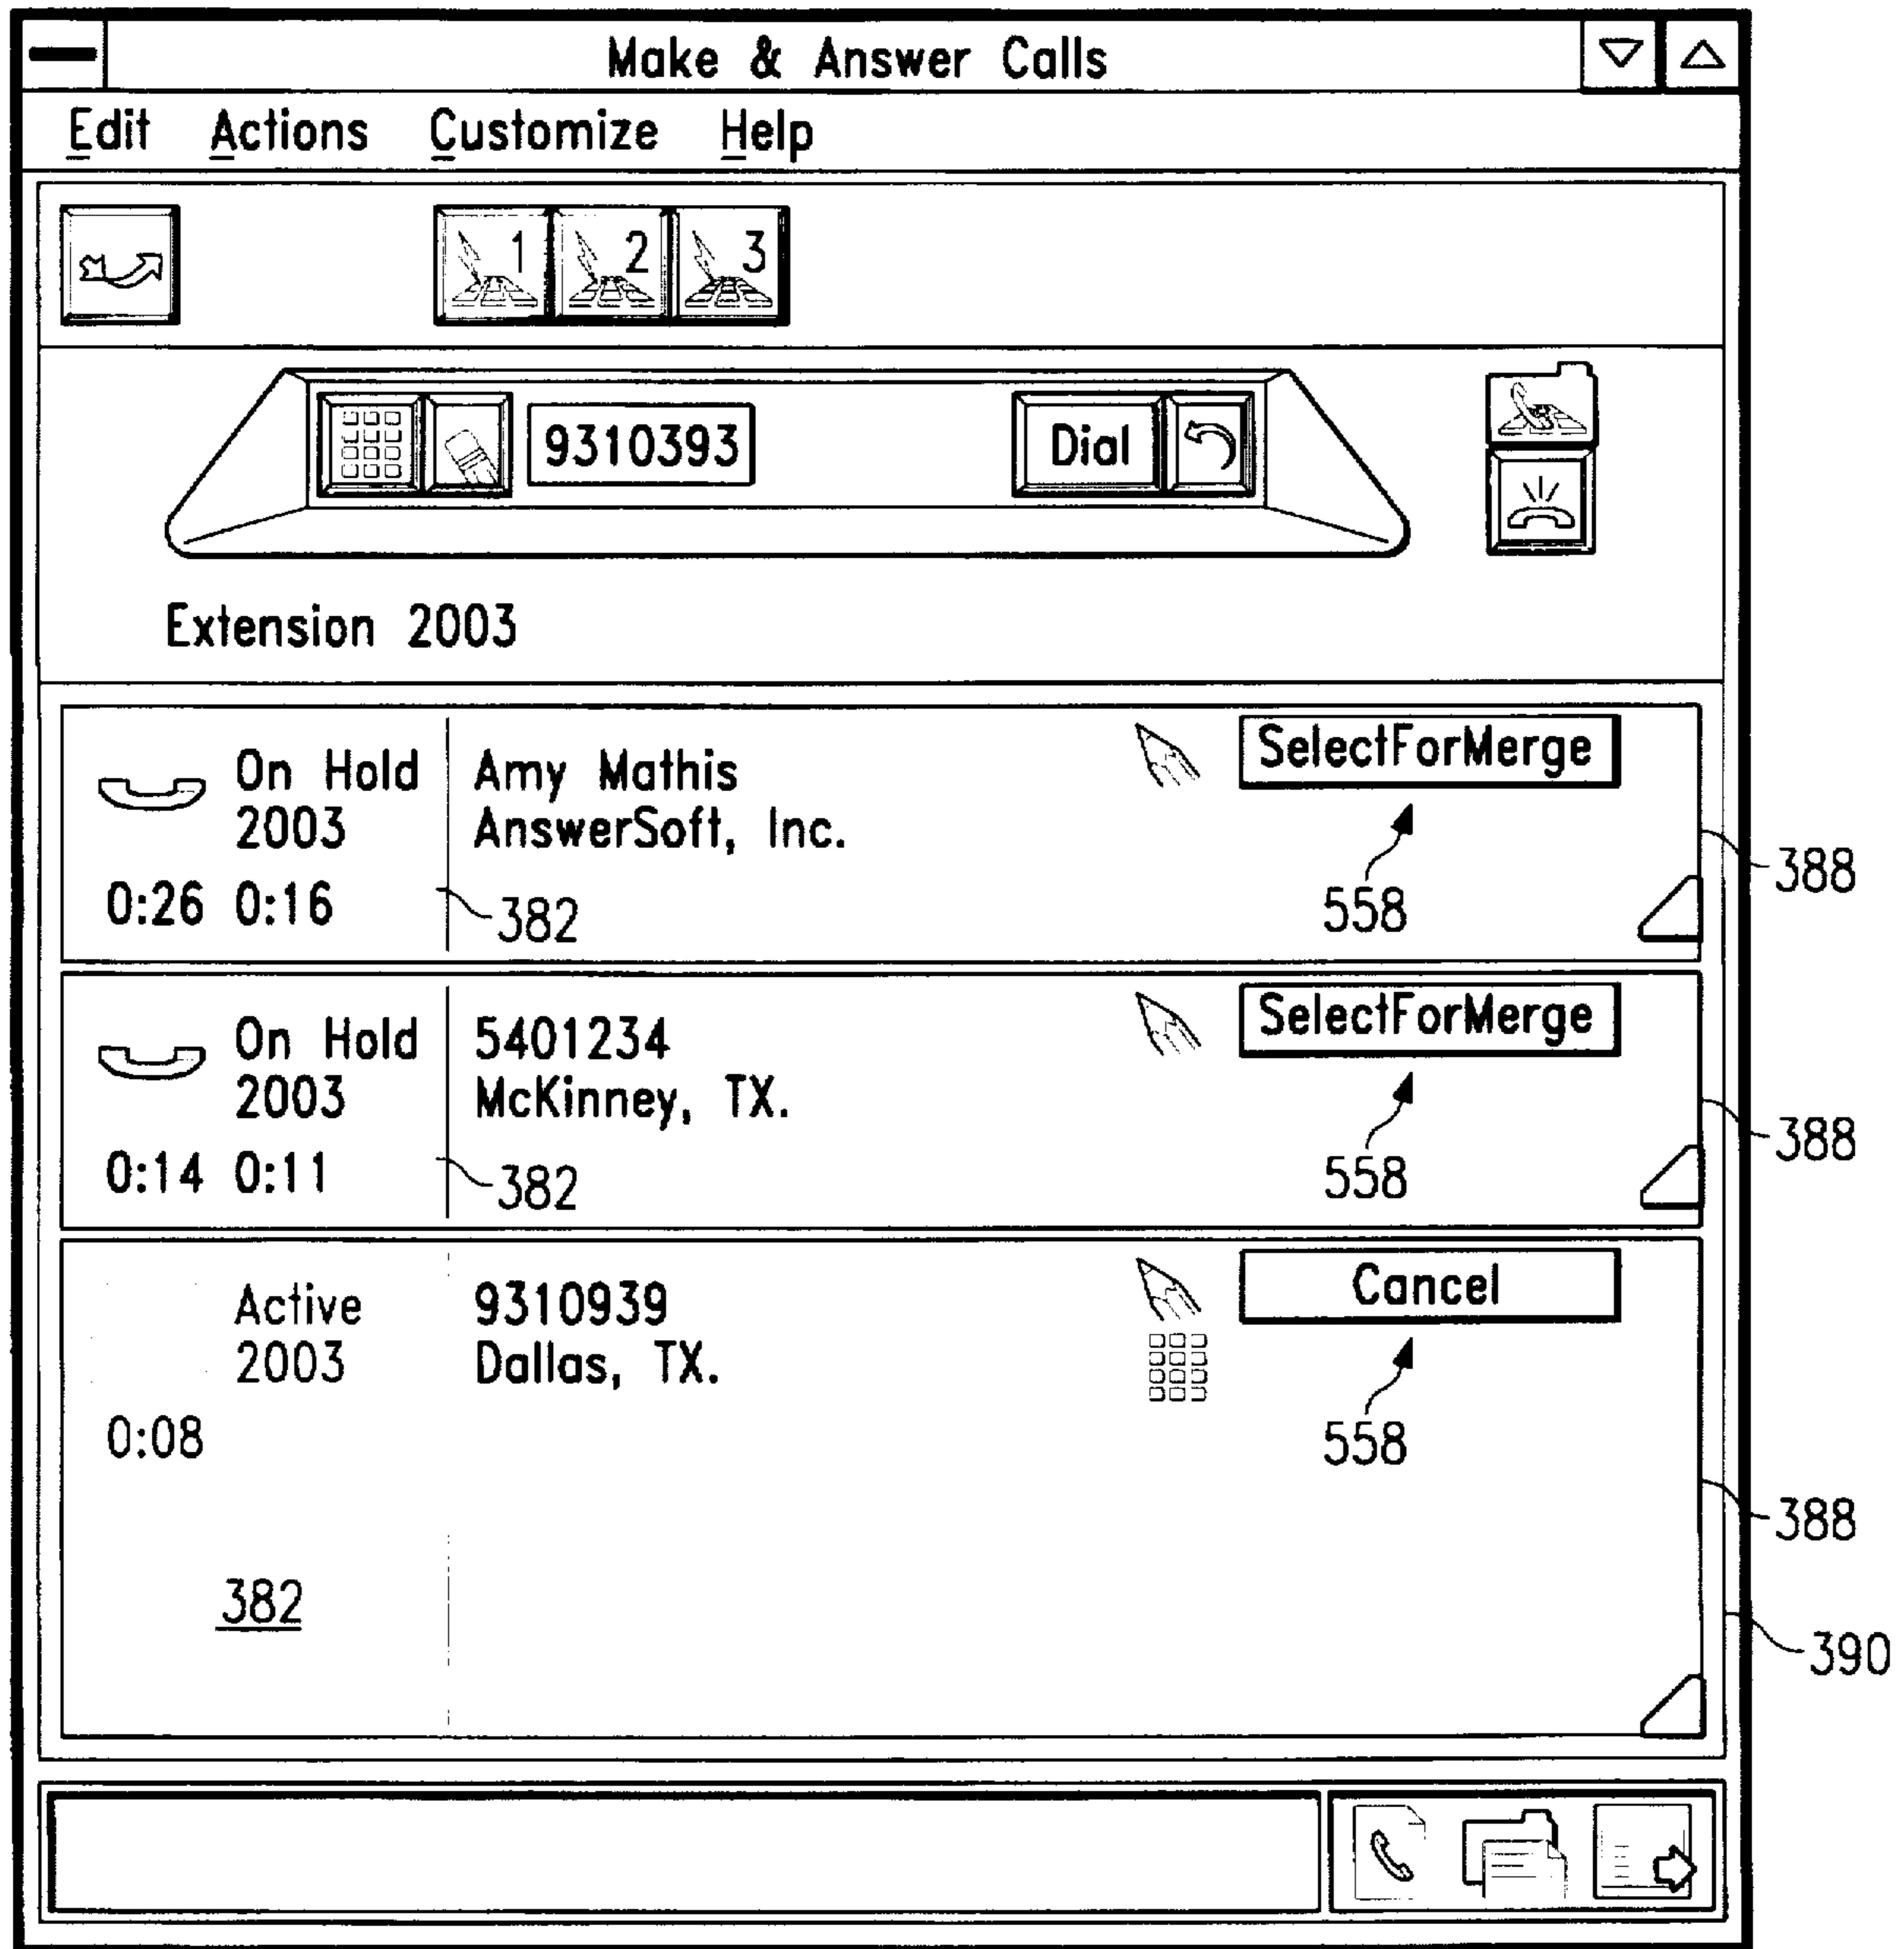 Make & Answer Calls
Edit Actions Customize Help
1 2 3
9310393 Dial
Extension 2003
On Hold Amy Mathis SelectForMerge
2003 AnswerSoft, Inc.
388
0:26 0:16 382 558
On Hold 5401234 SelectForMerge
2003 McKinney, TX.
388
0:14 0:11 382 558
Active 9310939 Cancel
2003 Dallas, TX.
0:08 558
388
382
390